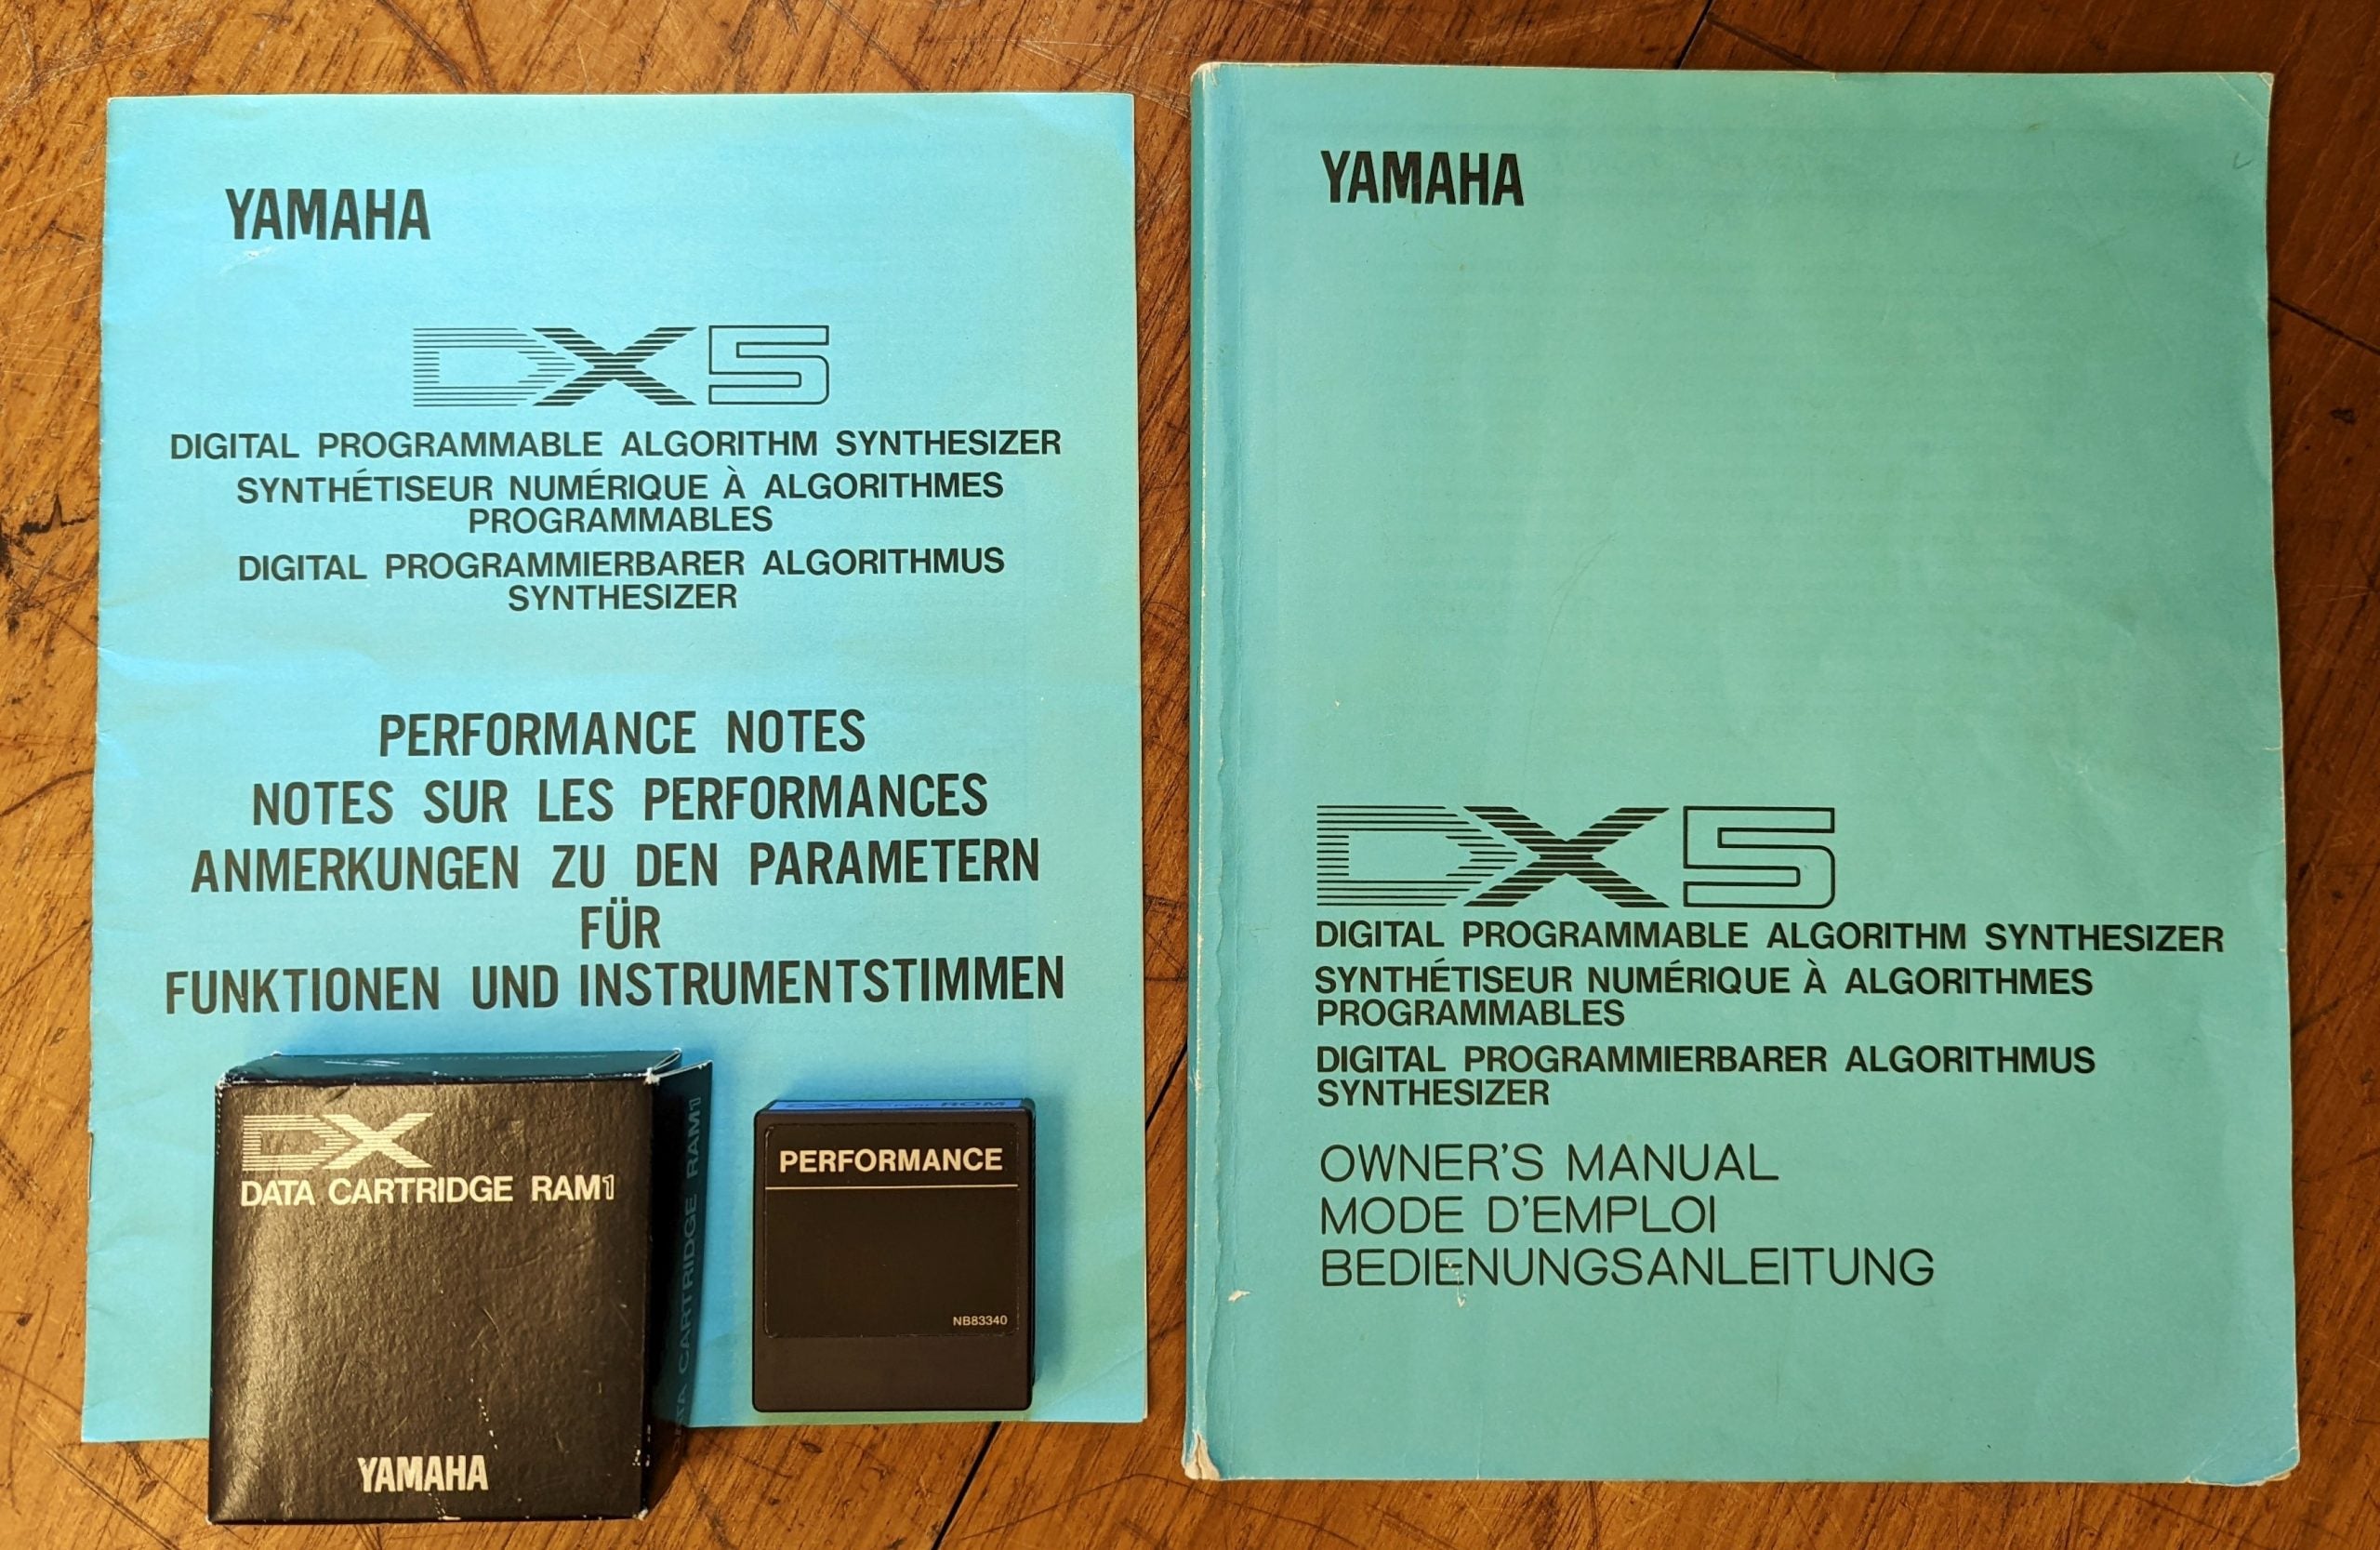 YAMAHA
DX5
DIGITAL PROGRAMMABLE ALGORITHM SYNTHESIZER
SYNTHÉTISEUR NUMÉRIQUE À ALGORITHMES
PROGRAMMABLES
DIGITAL PROGRAMMIERBARER ALGORITHMUS
SYNTHESIZER
PERFORMANCE NOTES
NOTES SUR LES PERFORMANCES
ANMERKUNGEN ZU DEN PARAMETERN
FÜR
FUNKTIONEN UND INSTRUMENTSTIMMEN
DX
DATA CARTRIDGE RAM1
YAMAHA
DATA CARTRIDGE RAM1
DX ROM
PERFORMANCE
NB83340
YAMAHA
DX5
DIGITAL PROGRAMMABLE ALGORITHM SYNTHESIZER
SYNTHÉTISEUR NUMÉRIQUE À ALGORITHMES
PROGRAMMABLES
DIGITAL PROGRAMMIERBARER ALGORITHMUS
SYNTHESIZER
OWNER'S MANUAL
MODE D'EMPLOI
BEDIENUNGSANLEITUNG